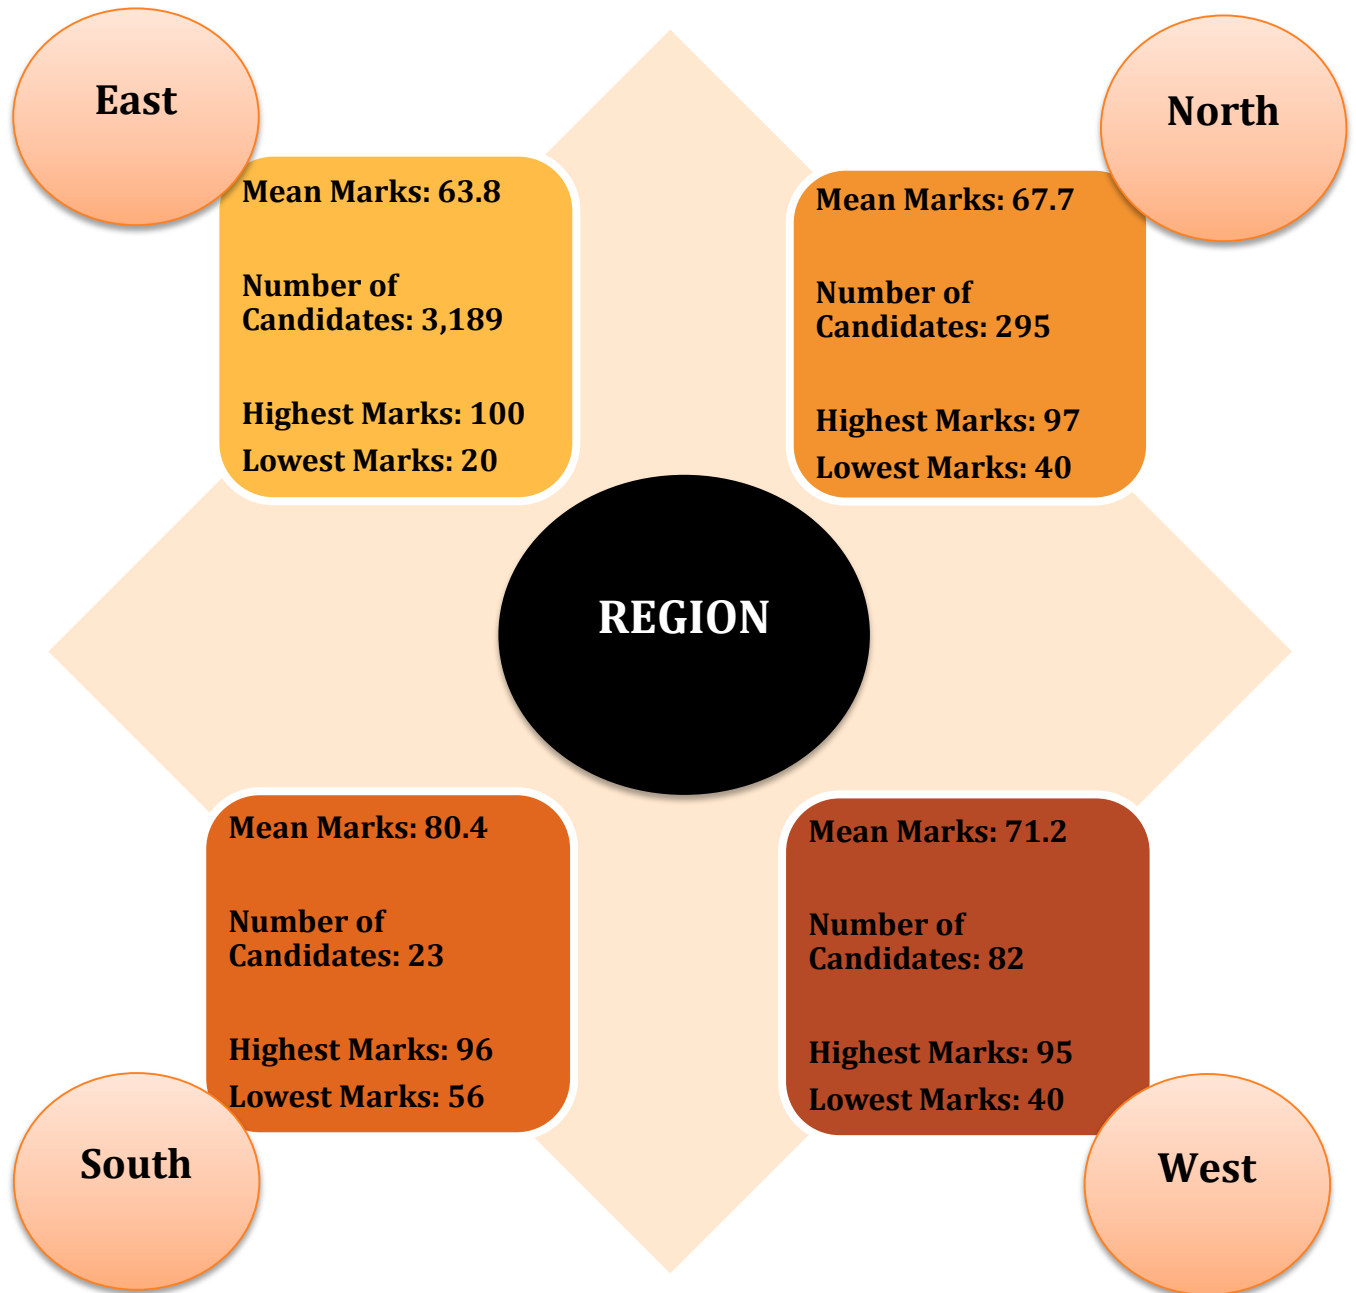 East
Mean Marks: 63.8
Number of
Candidates: 3,189
Highest Marks: 100
Lowest Marks: 20
North
Mean Marks: 67.7
Number of
Candidates: 295
Highest Marks: 97
Lowest Marks: 40
REGION
Mean Marks: 80.4
Number of
Candidates: 23
Highest Marks: 96
Lowest Marks: 56
South
Mean Marks: 71.2
Number of
Candidates: 82
Highest Marks: 95
Lowest Marks: 40
West